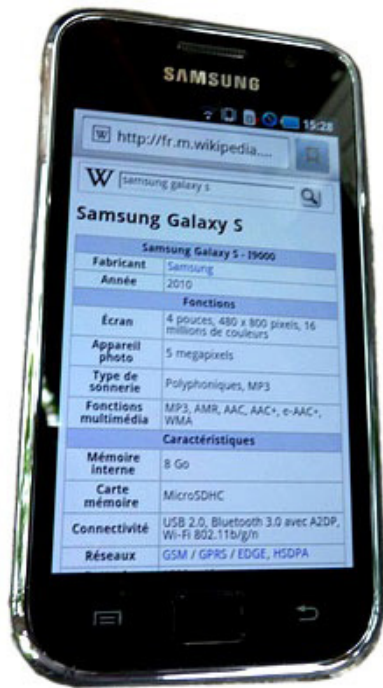 SAMSUNG
15:28
W http://fr.m.wikipedia....
W samsung galaxy s
Samsung Galaxy S
Samsung Galaxy S - I9000
Fabricant Samsung
Année 2010
Fonctions
Écran 4 pouces, 480 x 800 pixels, 16
millions de couleurs
Appareil
photo 5 megapixels
Type de
sonnerie Polyphoniques, MP3
Fonctions
multimédia MP3, AMR, AAC, AAC+, e-AAC+,
WMA
Caractéristiques
Mémoire
interne 8 Go
Carte
mémoire MicroSDHC
Connectivité USB 2.0, Bluetooth 3.0 avec A2DP,
Wi-Fi 802.11b/g/n
Réseaux GSM / GPRS / EDGE, HSDPA